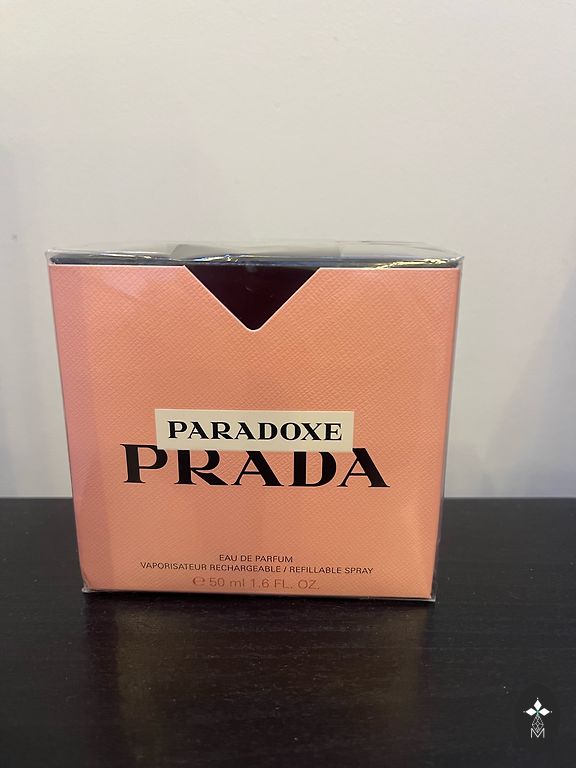 PARADOXE
PRADA
EAU DE PARFUM
VAPORISATEUR RECHARGEABLE / REFILLABLE SPRAY
℮ 50 ml 1.6 FL. OZ.
M